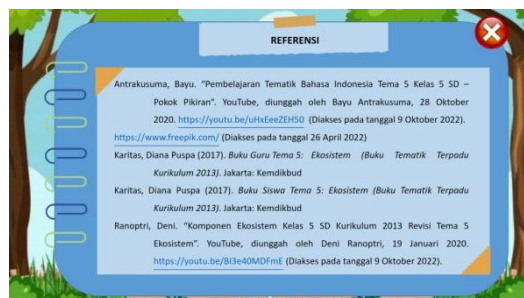 REFERENSI
Antrakusuma, Bayu. "Pembelajaran Tematik Bahasa Indonesia Tema 5 Kelas 5 SD –
Pokok Pikiran". YouTube, diunggah oleh Bayu Antrakusuma, 28 Oktober
2020. https://youtu.be/uHxEeeZEH50 (Diakses pada tanggal 9 Oktober 2022).
https://www.freepik.com/ (Diakses pada tanggal 26 April 2022)
Karitas, Diana Puspa (2017). Buku Guru Tema 5: Ekosistem (Buku Tematik Terpadu
Kurikulum 2013). Jakarta: Kemdikbud
Karitas, Diana Puspa (2017). Buku Siswa Tema 5: Ekosistem (Buku Tematik Terpadu
Kurikulum 2013). Jakarta: Kemdikbud
Ranoptri, Deni. "Komponen Ekosistem Kelas 5 SD Kurikulum 2013 Revisi Tema 5
Ekosistem". YouTube, diunggah oleh Deni Ranoptri, 19 Januari 2020.
https://youtu.be/BI3e40MDFmE (Diakses pada tanggal 9 Oktober 2022).